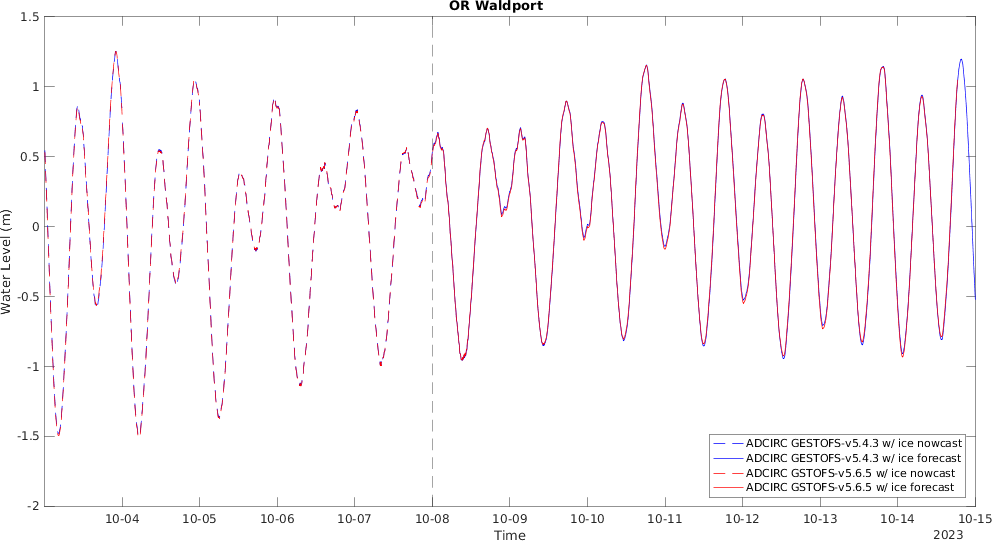 OR Waldport
1.5
1
0.5
0
-0.5
-1
-1.5
-2
Water Level (m)
10-04 10-05 10-06 10-07 10-08 10-09 10-10 10-11 10-12 10-13 10-14 10-15
Time
2023
ADCIRC GESTOFS-v5.4.3 w/ ice nowcast
ADCIRC GESTOFS-v5.4.3 w/ ice forecast
ADCIRC GSTOFS-v5.6.5 w/ ice nowcast
ADCIRC GSTOFS-v5.6.5 w/ ice forecast